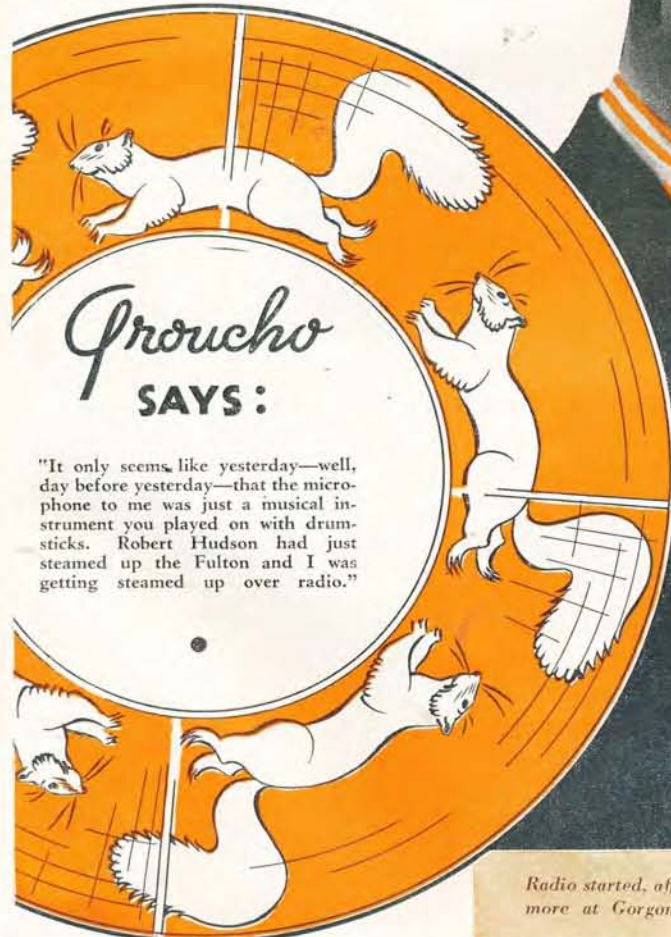 Groucho
SAYS:
"It only seems like yesterday—well,
day before yesterday—that the micro-
phone to me was just a musical in-
strument you played on with drum-
sticks. Robert Hudson had just
steamed up the Fulton and I was
getting steamed up over radio."
Radio started,
more at